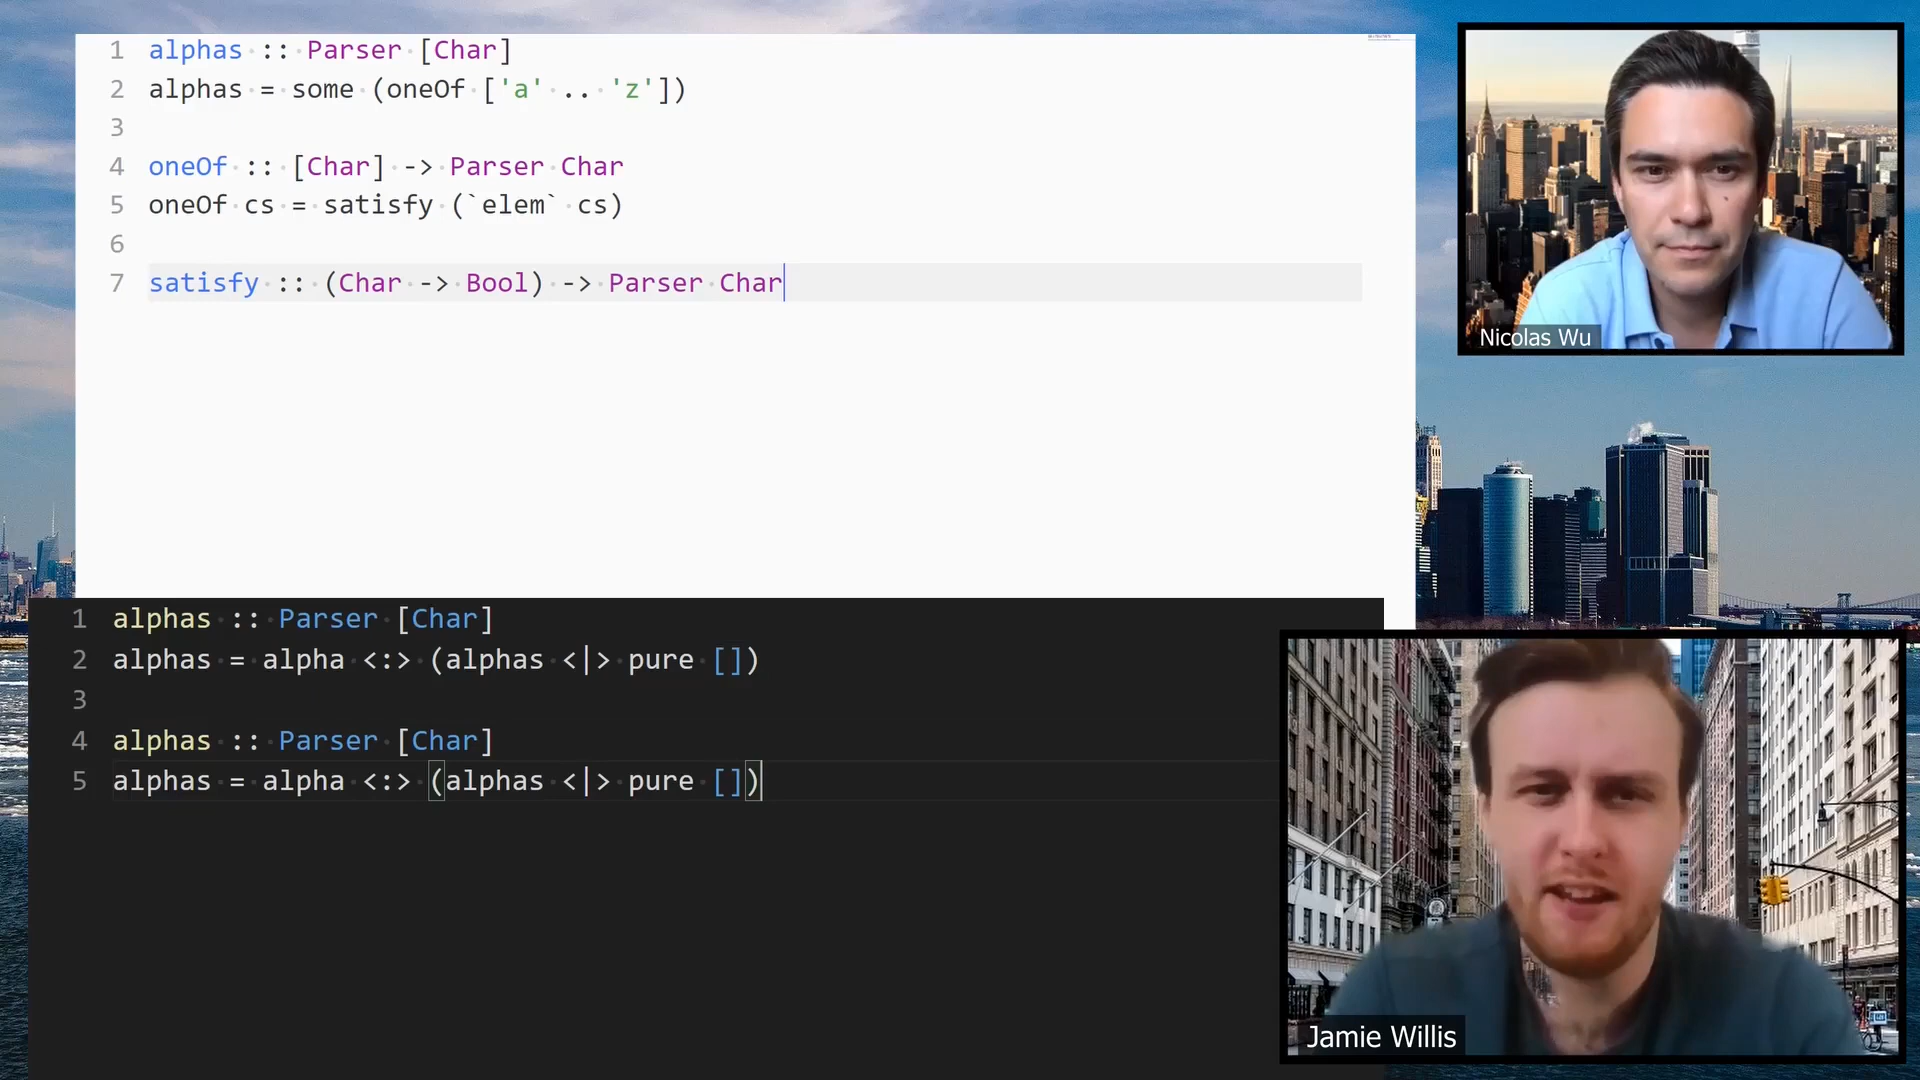 1 alphas :: Parser [Char]
2 alphas = some (oneOf ['a' .. 'z'])
3
4 oneOf :: [Char] -> Parser Char
5 oneOf cs = satisfy (`elem` cs)
6
7 satisfy :: (Char -> Bool) -> Parser Char
Nicolas Wu
1 alphas :: Parser [Char]
2 alphas = alpha <:> (alphas <|> pure [])
3
4 alphas :: Parser [Char]
5 alphas = alpha <:> (alphas <|> pure [])
Jamie Willis